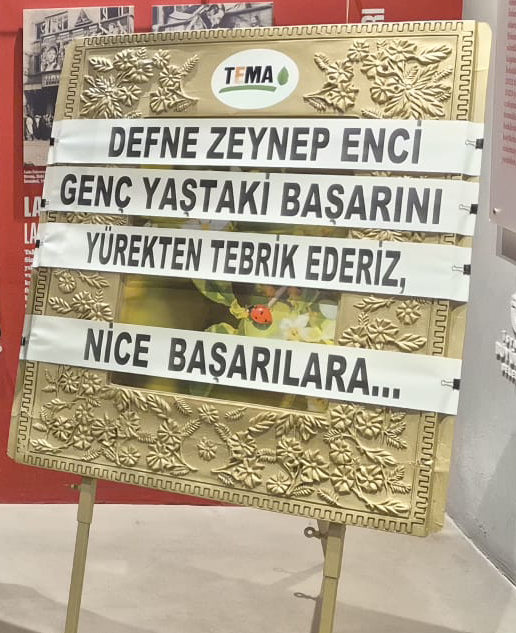 TEMA
DEFNE ZEYNEP ENCİ
GENÇ YAŞTAKİ BAŞARINI
YÜREKTEN TEBRİK EDERİZ,
NİCE BAŞARILARA...